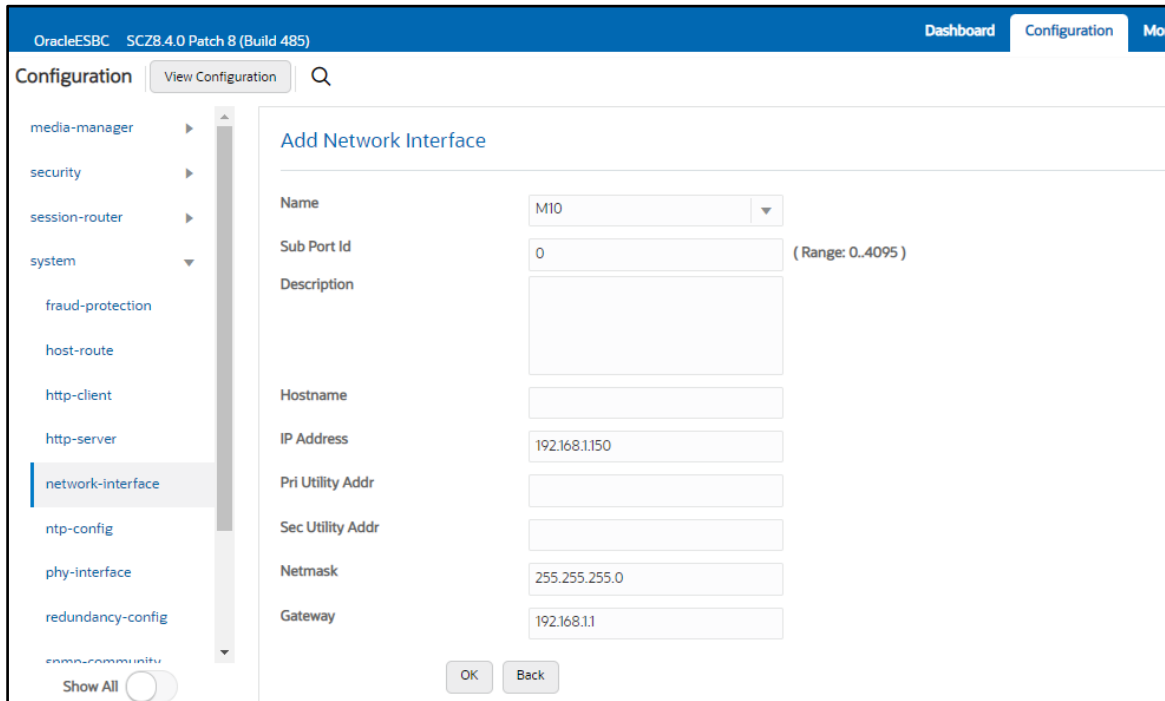 OracleESBC SCZ8.4.0 Patch 8 (Build 485)
Dashboard
Configuration
Mo
Configuration
View Configuration
media-manager
security
session-router
system
fraud-protection
host-route
http-client
http-server
network-interface
ntp-config
phy-interface
redundancy-config
snmp-community
Show All
Add Network Interface
Name
M10
Sub Port Id
0
( Range: 0..4095 )
Description
Hostname
IP Address
192.168.1.150
Pri Utility Addr
Sec Utility Addr
Netmask
255.255.255.0
Gateway
192.168.1.1
OK
Back